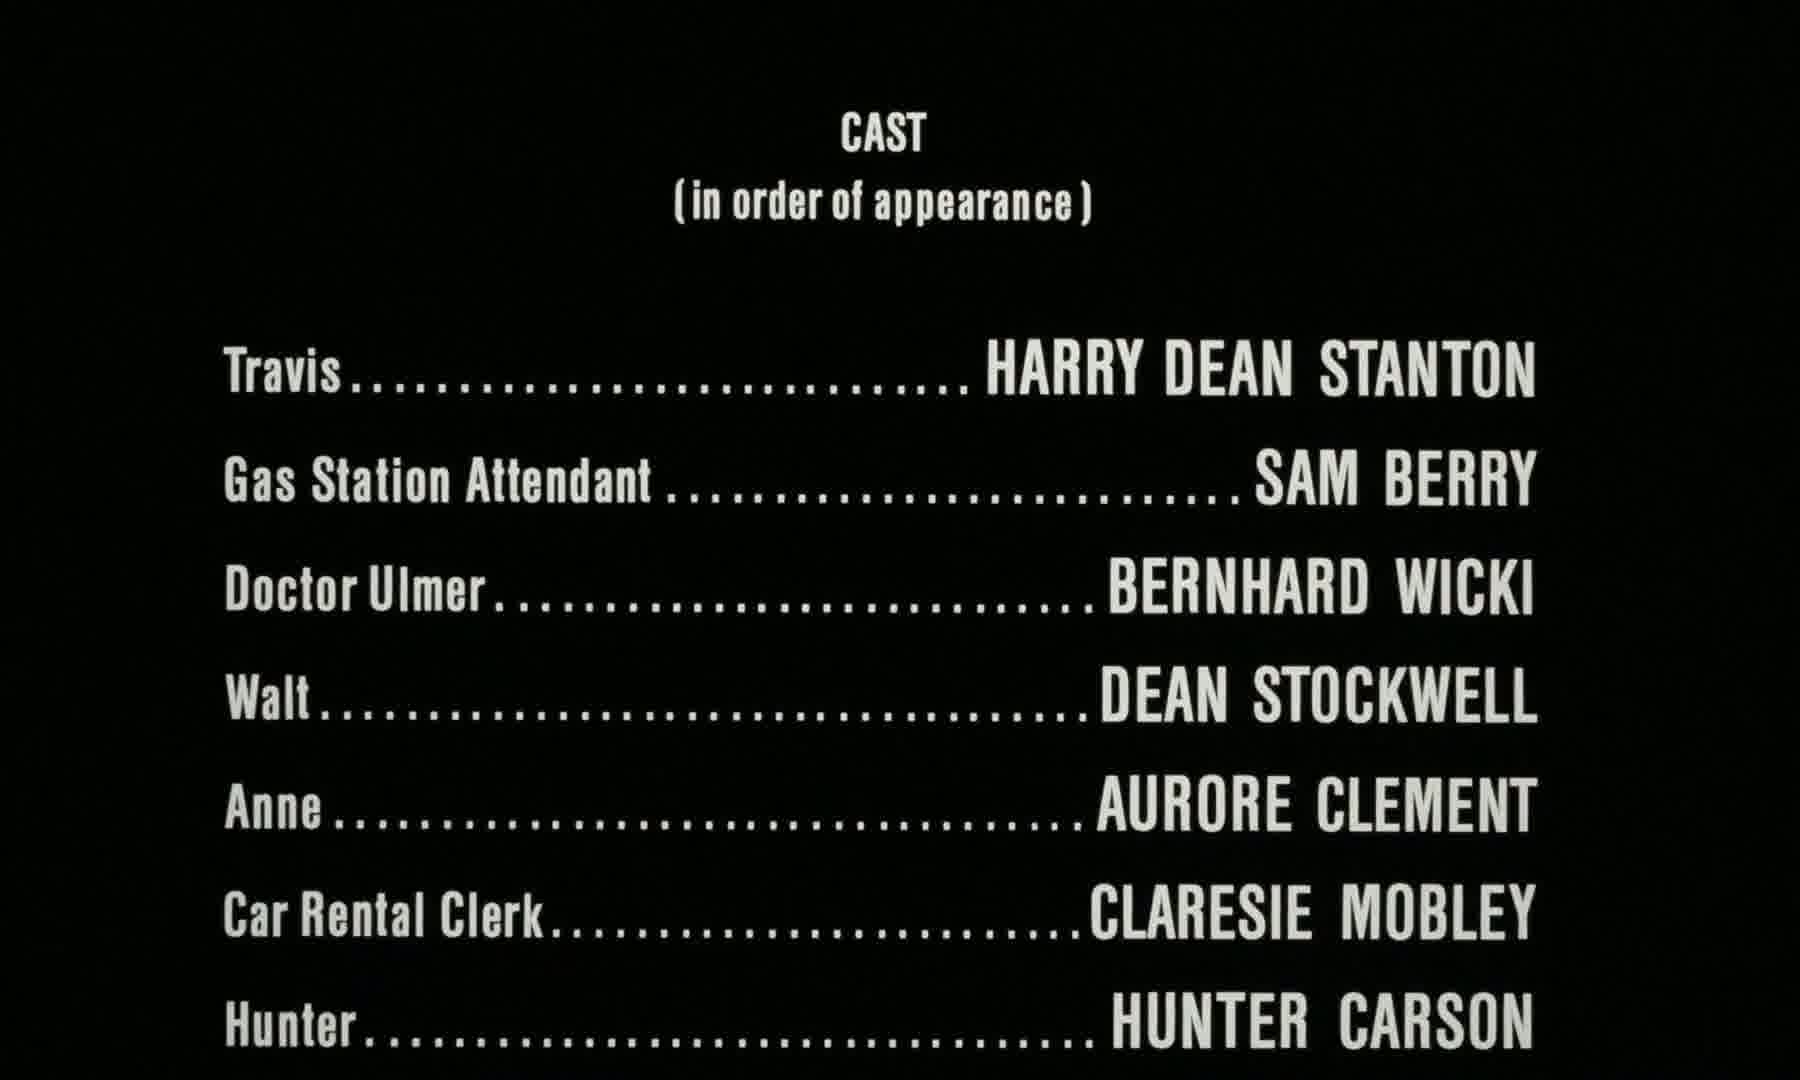 CAST
(in order of appearance)
Travis............................. HARRY DEAN STANTON
Gas Station Attendant ........................... SAM BERRY
Doctor Ulmer............................ BERNHARD WICKI
Walt .................................... DEAN STOCKWELL
Anne ................................... AURORE CLEMENT
Car Rental Clerk......................... CLARESIE MOBLEY
Hunter.................................. HUNTER CARSON